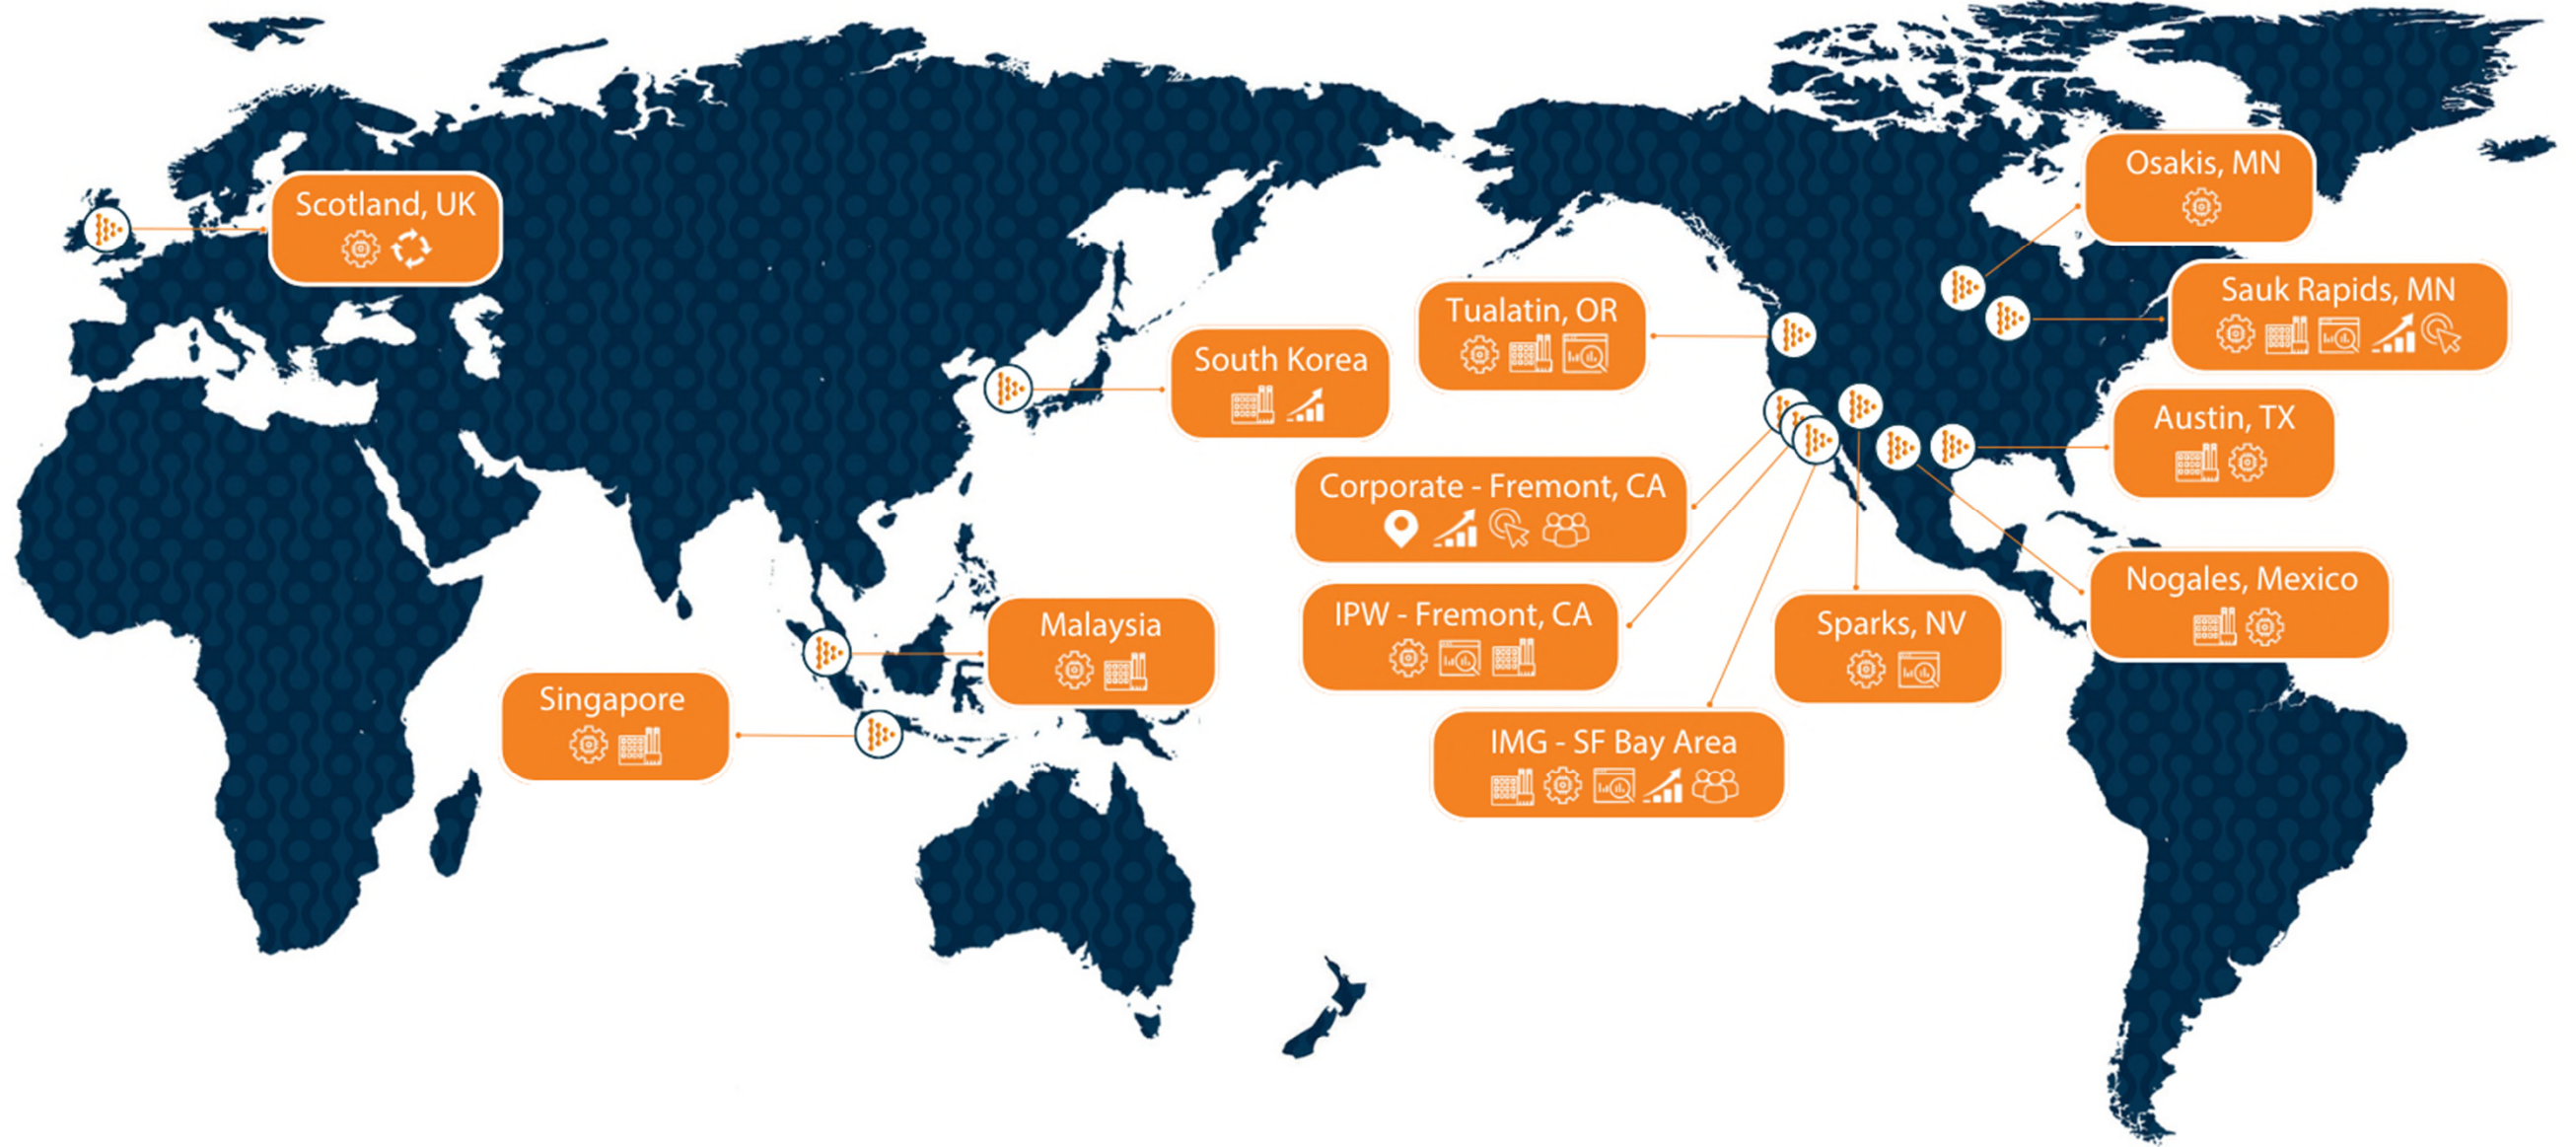 Osakis, MN
Scotland, UK
Sauk Rapids, MN
Tualatin, OR
South Korea
Austin, TX
Corporate - Fremont, CA
Nogales, Mexico
IPW - Fremont, CA
Sparks, NV
Malaysia
Singapore
IMG - SF Bay Area